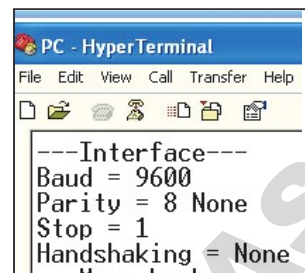 PC - HyperTerminal
File Edit View Call Transfer Help
---Interface---
Baud = 9600
Parity = 8 None
Stop = 1
Handshaking = None